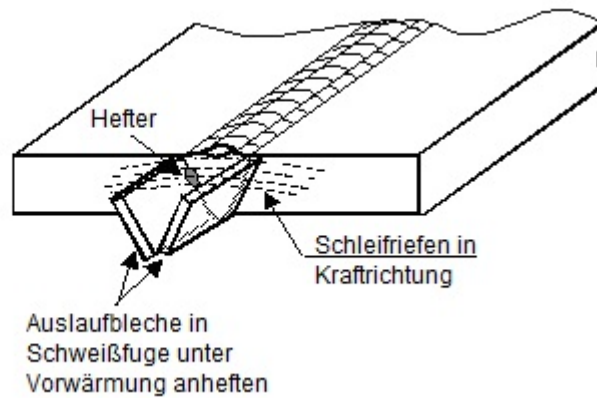 Hefter
Schleifriefen in
Kraftrichtung
Auslaufbleche in
Schweißfuge unter
Vorwärmung anheften